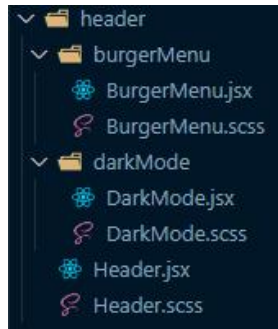 header
burgerMenu
BurgerMenu.jsx
BurgerMenu.scss
darkMode
DarkMode.jsx
DarkMode.scss
Header.jsx
Header.scss